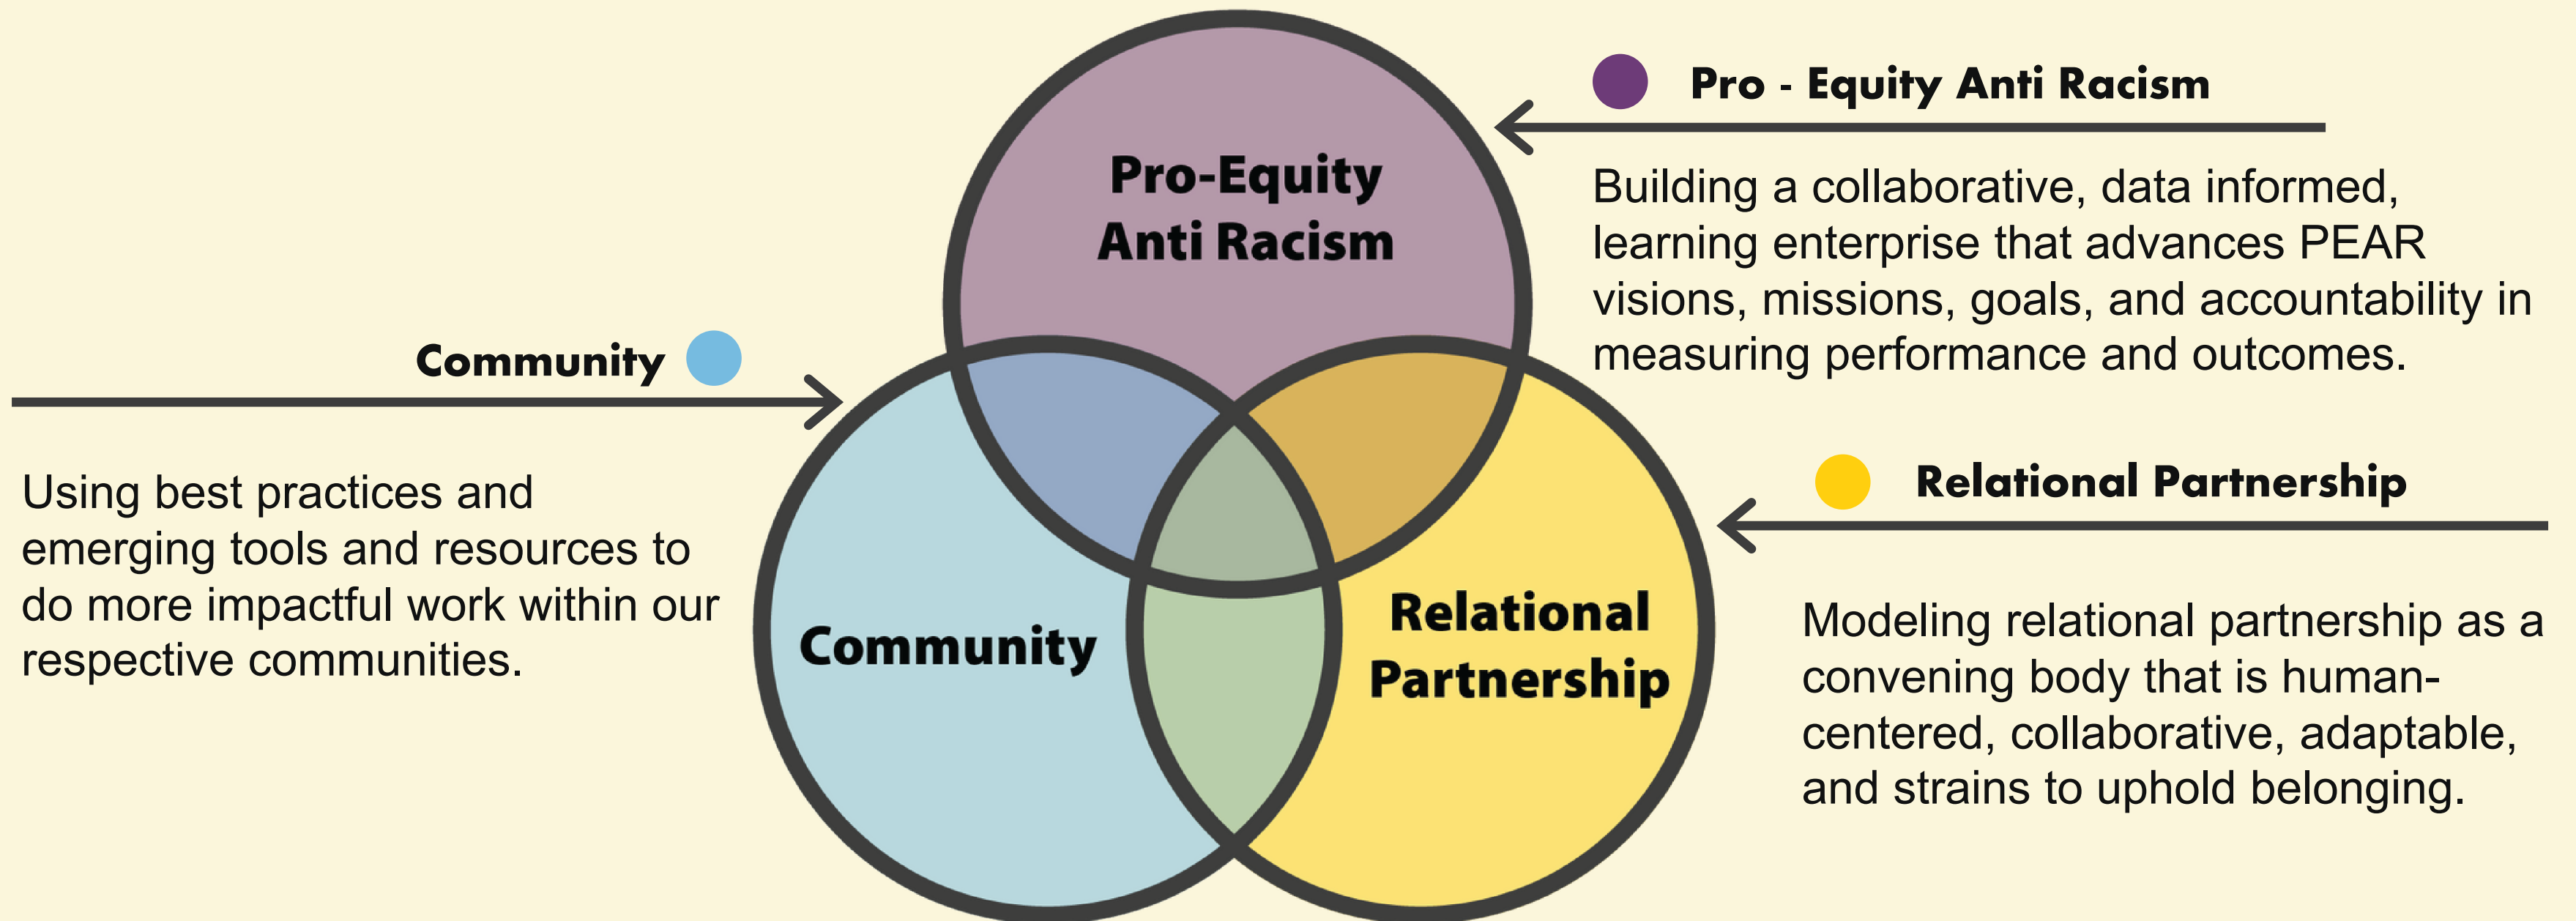 Pro - Equity Anti Racism
Building a collaborative, data informed,
learning enterprise that advances PEAR
visions, missions, goals, and accountability in
measuring performance and outcomes.
Pro-Equity
Anti Racism
Community
Using best practices and
emerging tools and resources to
do more impactful work within our
respective communities.
Relational Partnership
Modeling relational partnership as a
convening body that is human-
centered, collaborative, adaptable,
and strains to uphold belonging.
Community
Relational
Partnership